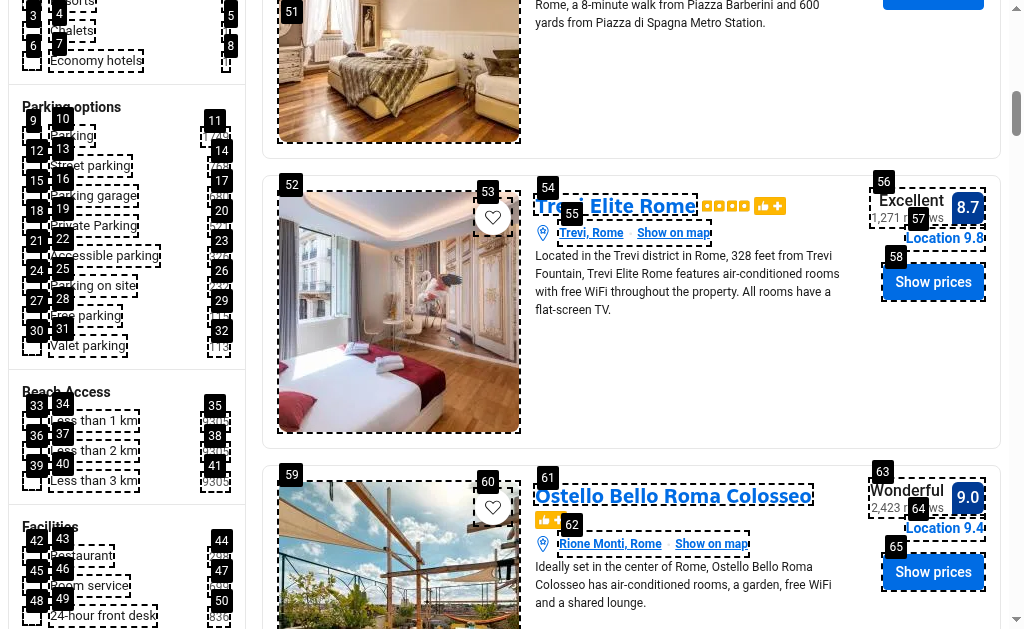 Chalets
Economy hotels
Parking options
Parking
Street parking
Parking garage
Private Parking
Accessible parking
Parking on site
Free parking
Valet parking
113
Beach Access
Less than 1 km
9305
Less than 2 km
9305
Less than 3 km
9305
Facilities
Restaurant
Room service
24-hour front desk
836
3
4
5
6
7
8
9
10
11
12
13
14
15
16
17
18
19
20
21
22
23
24
25
26
27
28
29
30
31
32
33
34
35
36
37
38
39
40
41
42
43
44
45
46
47
48
49
50
51
Rome, a 8-minute walk from Piazza Barberini and 600
yards from Piazza di Spagna Metro Station.
52
53
54
Trevi Elite Rome
55
Trevi, Rome · Show on map
Located in the Trevi district in Rome, 328 feet from Trevi
Fountain, Trevi Elite Rome features air-conditioned rooms
with free WiFi throughout the property. All rooms have a
flat-screen TV.
56
Excellent
8.7
1,271 reviews
57
Location 9.8
58
Show prices
59
60
61
Ostello Bello Roma Colosseo
62
Rione Monti, Rome · Show on map
Ideally set in the center of Rome, Ostello Bello Roma
Colosseo has air-conditioned rooms, a garden, free WiFi
and a shared lounge.
63
Wonderful
9.0
2,423 reviews
64
Location 9.4
65
Show prices